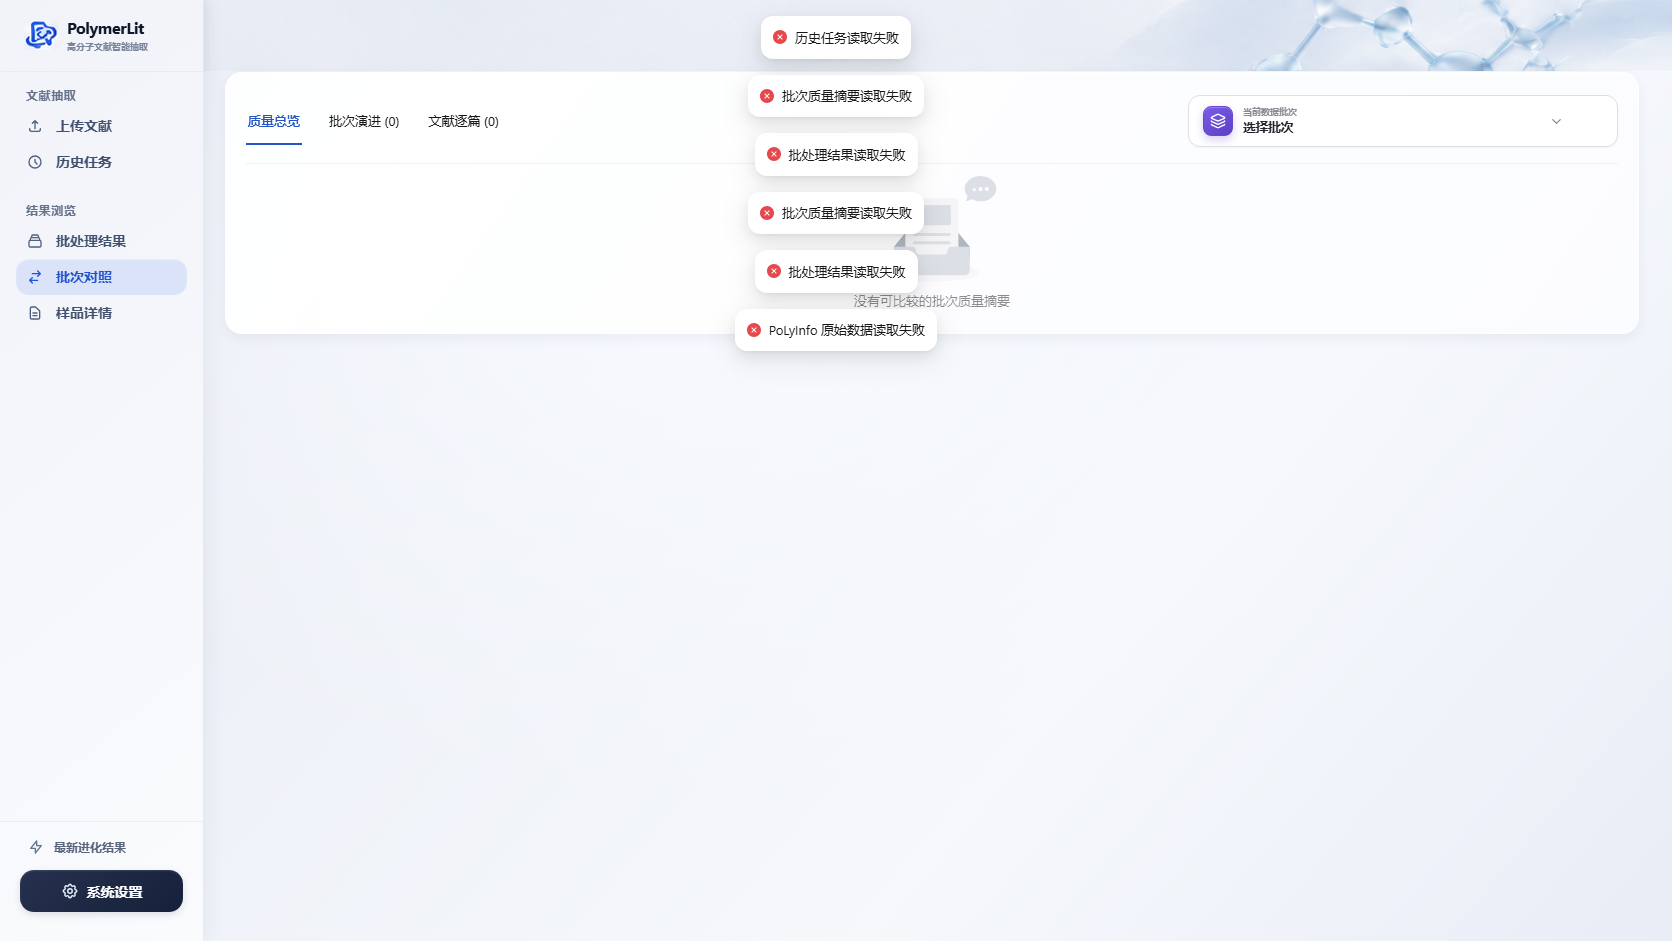 PolymerLit
高分子文献智能抽取
文献抽取
上传文献
历史任务
结果浏览
批处理结果
批次对照
样品详情
最新进化结果
系统设置
质量总览
批次演进 (0)
文献逐篇 (0)
当前数据批次
选择批次
历史任务读取失败
批次质量摘要读取失败
批处理结果读取失败
批次质量摘要读取失败
批处理结果读取失败
没有可比较的批次质量摘要
PoLyInfo 原始数据读取失败